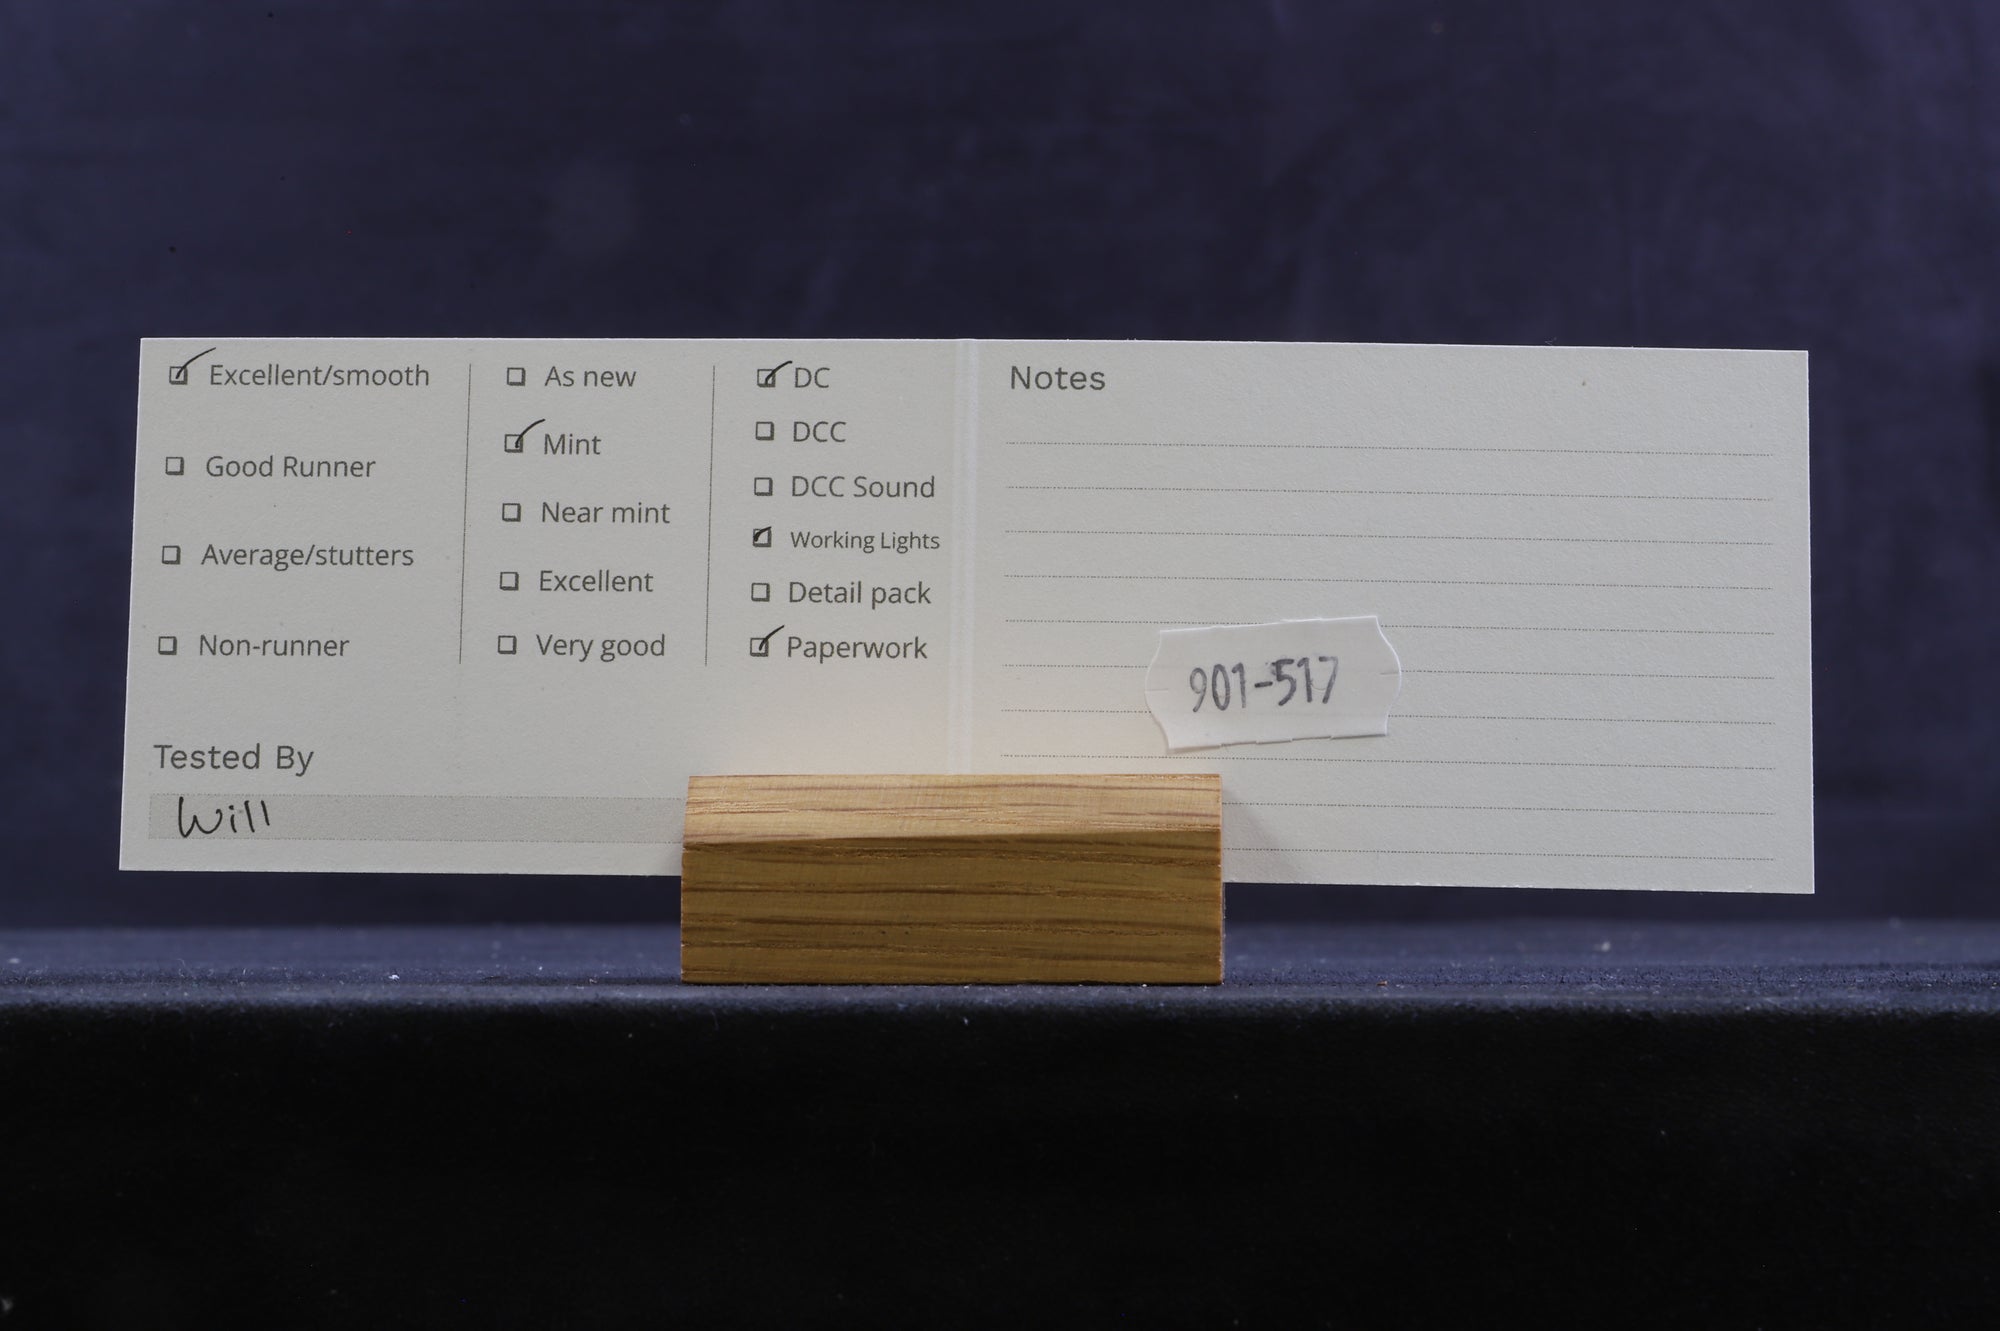 Excellent/smooth
Good Runner
Average/stutters
Non-runner
As new
Mint
Near mint
Excellent
Very good
DC
DCC
DCC Sound
Working Lights
Detail pack
Paperwork
Tested By
Will
Notes
901-517